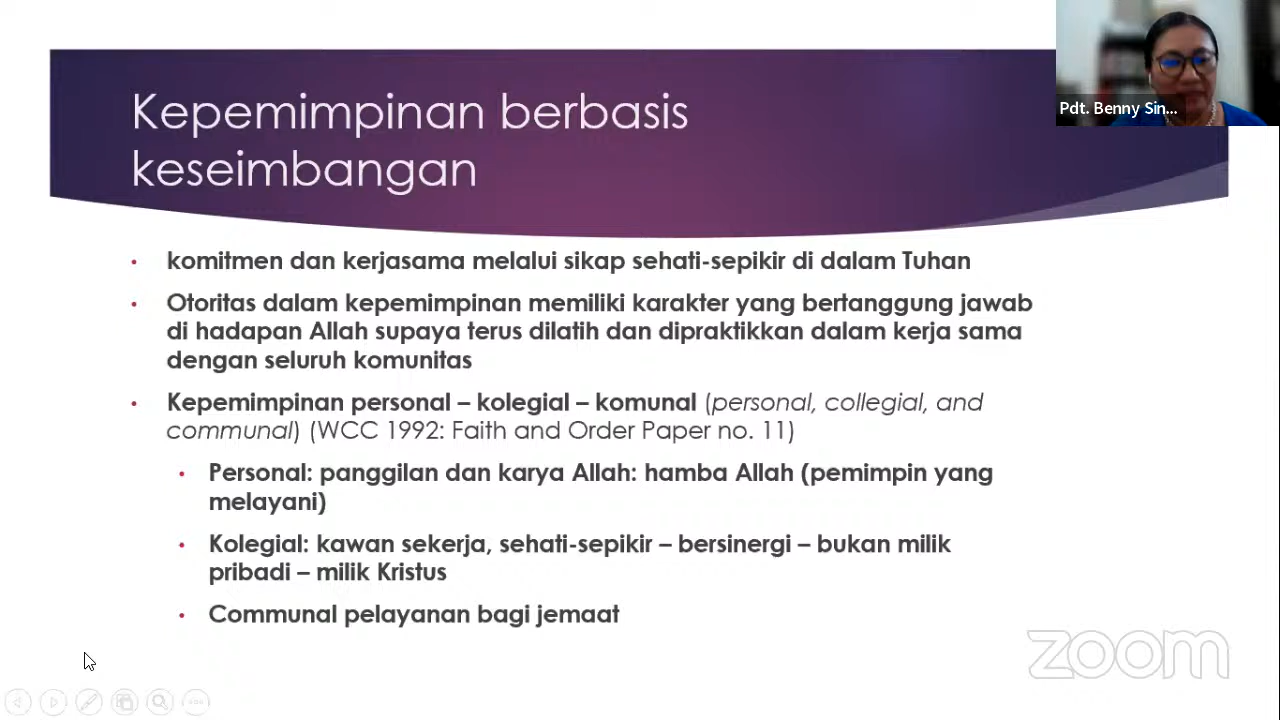 Kepemimpinan berbasis
keseimbangan
Pdt. Benny Sin...
• komitmen dan kerjasama melalui sikap sehati-sepikir di dalam Tuhan
• Otoritas dalam kepemimpinan memiliki karakter yang bertanggung jawab
di hadapan Allah supaya terus dilatih dan dipraktikkan dalam kerja sama
dengan seluruh komunitas
• Kepemimpinan personal – kolegial – komunal (personal, collegial, and
communal) (WCC 1992: Faith and Order Paper no. 11)
• Personal: panggilan dan karya Allah: hamba Allah (pemimpin yang
melayani)
• Kolegial: kawan sekerja, sehati-sepikir – bersinergi – bukan milik
pribadi – milik Kristus
• Communal pelayanan bagi jemaat
zoom